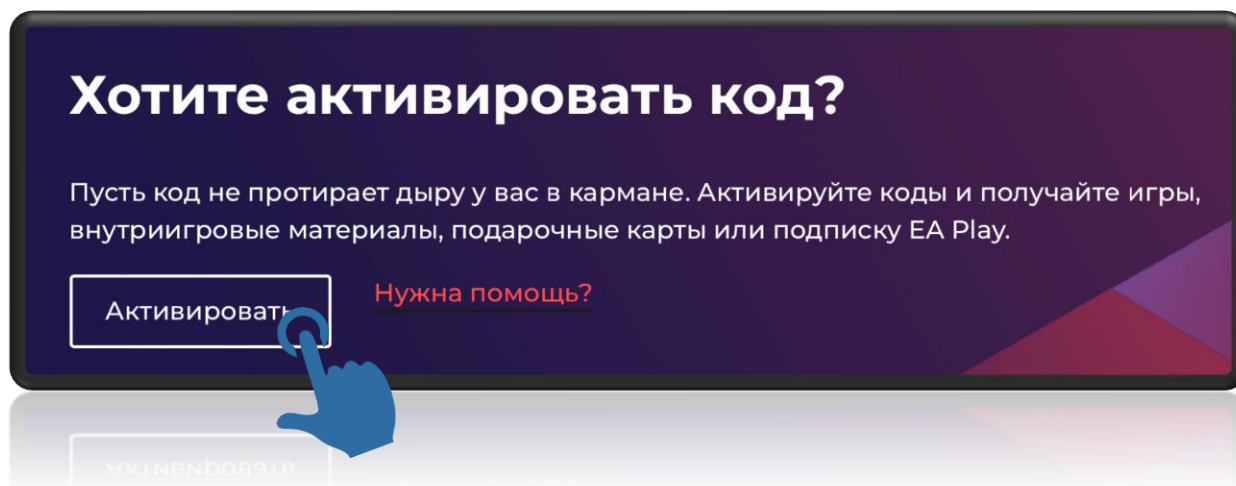 Хотите активировать код?
Пусть код не протирает дыру у вас в кармане. Активируйте коды и получайте игры,
внутриигровые материалы, подарочные карты или подписку EA Play.
Активировать
Нужна помощь?